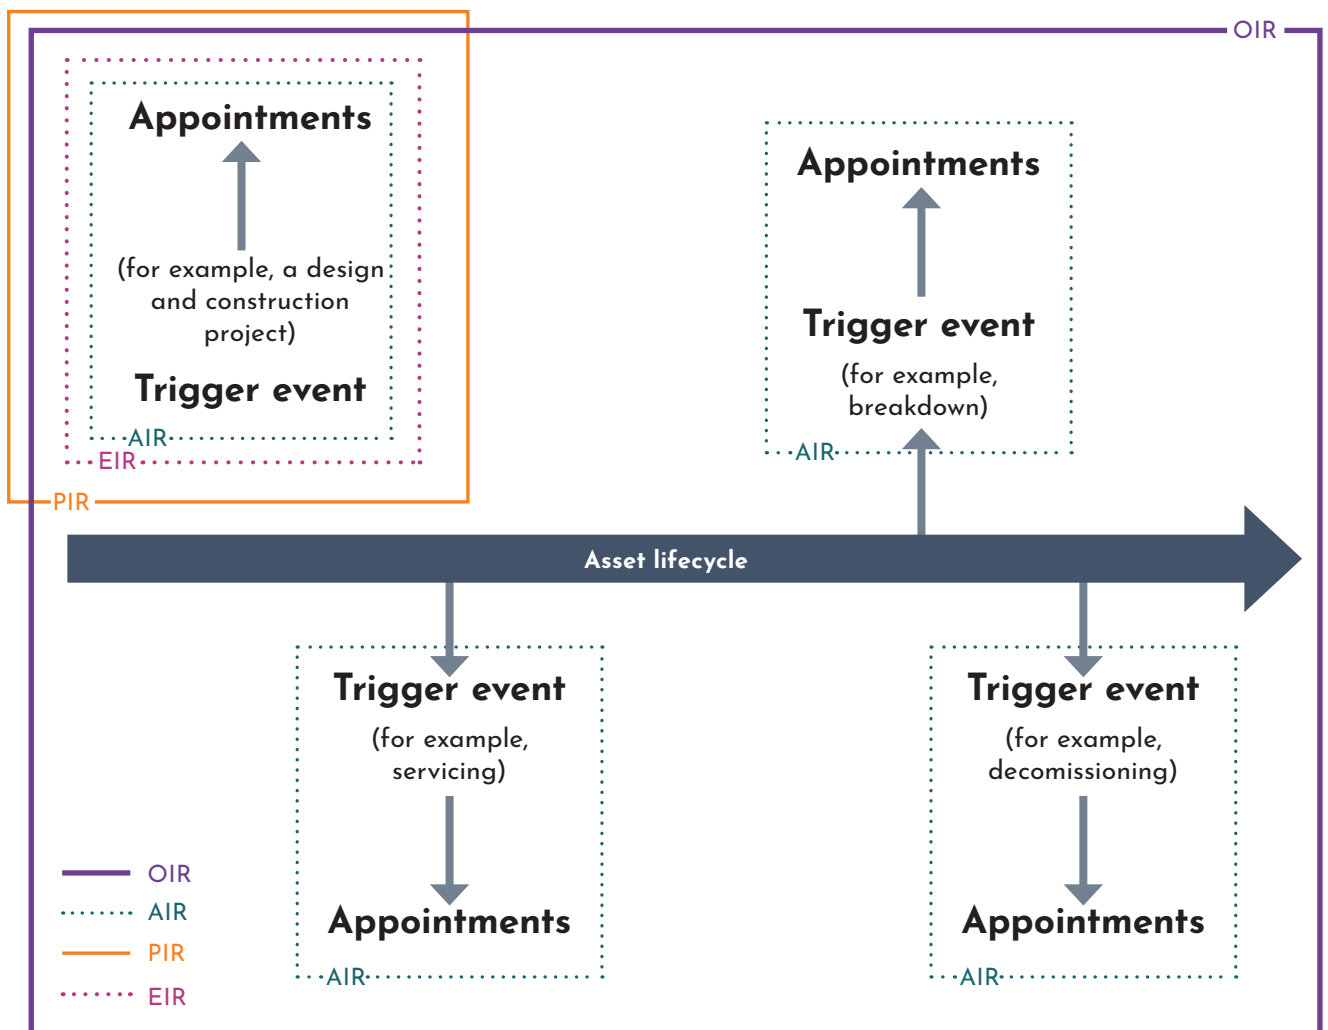 OIR
Appointments
(for example, a design
and construction
project)
Trigger event
AIR
EIR
PIR
Appointments
Trigger event
(for example,
breakdown)
AIR
Asset lifecycle
Trigger event
(for example,
servicing)
Appointments
AIR
Trigger event
(for example,
decomissioning)
Appointments
AIR
OIR
AIR
PIR
EIR